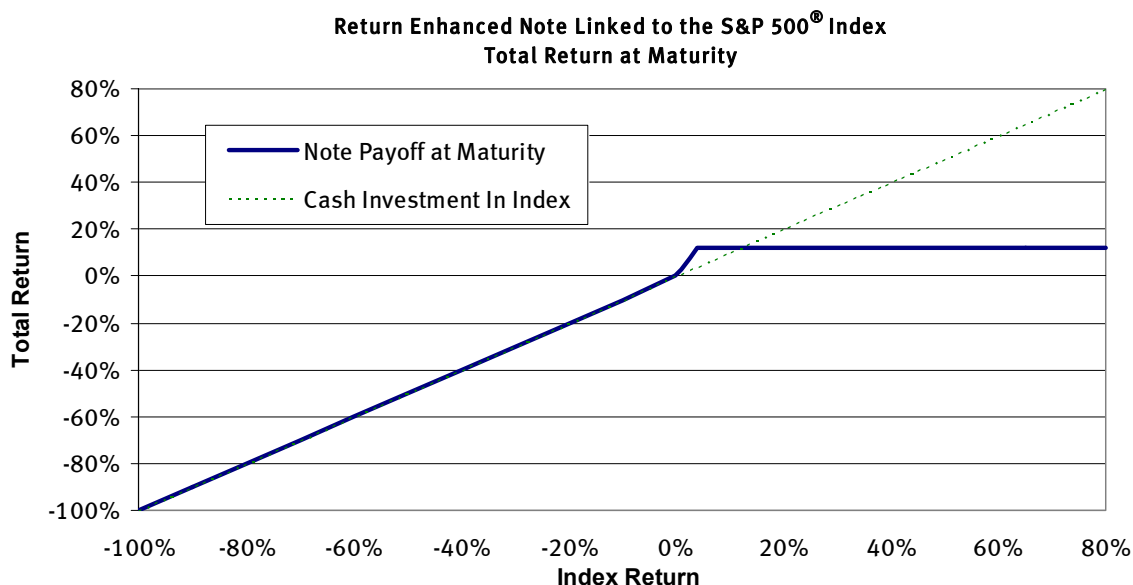 Return Enhanced Note Linked to the S&P 500® Index
Total Return at Maturity
80%
60%
40%
20%
0%
-20%
-40%
-60%
-80%
-100%
Total Return
Note Payoff at Maturity
Cash Investment In Index
-100% -80% -60% -40% -20% 0% 20% 40% 60% 80%
Index Return